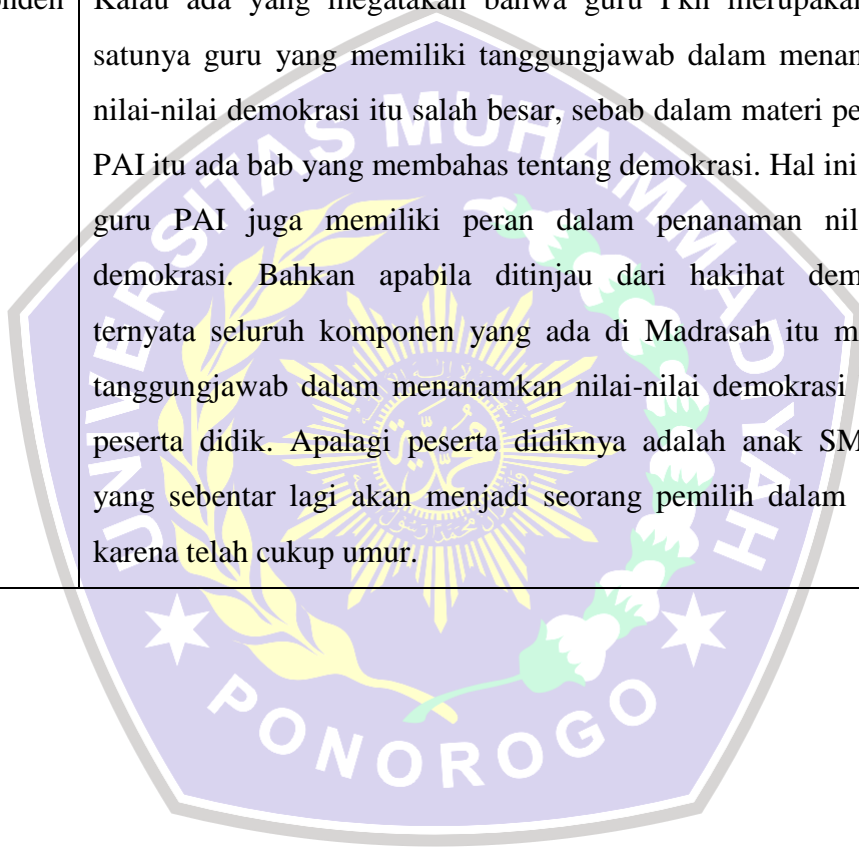 nden Kalau ada yang megatakan bahwa guru PKn merupakan
satunya guru yang memiliki tanggungjawab dalam menan
nilai-nilai demokrasi itu salah besar, sebab dalam materi pe
PAI itu ada bab yang membahas tentang demokrasi. Hal ini
guru PAI juga memiliki peran dalam penanaman nil
demokrasi. Bahkan apabila ditinjau dari hakihat dem
ternyata seluruh komponen yang ada di Madrasah itu m
tanggungjawab dalam menanamkan nilai-nilai demokrasi
peserta didik. Apalagi peserta didiknya adalah anak SM
yang sebentar lagi akan menjadi seorang pemilih dalam
karena telah cukup umur.
UNIVERSITAS MUHAMMADIYAH
PONOROGO